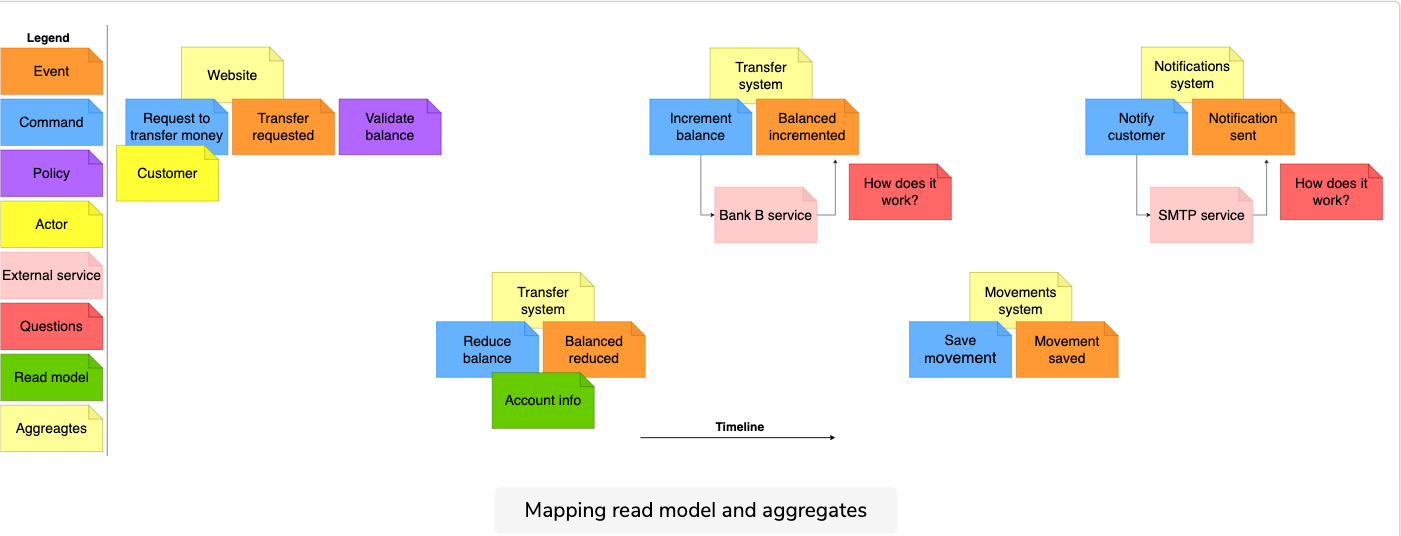 Legend
Event
Command
Policy
Actor
External service
Questions
Read model
Aggreagtes
Website
Request to
transfer money
Transfer
requested
Validate
balance
Customer
Transfer
system
Reduce
balance
Balanced
reduced
Account info
Transfer
system
Increment
balance
Balanced
incremented
Bank B service
How does it
work?
Movements
system
Save
movement
Movement
saved
Notifications
system
Notify
customer
Notification
sent
SMTP service
How does it
work?
Timeline
Mapping read model and aggregates